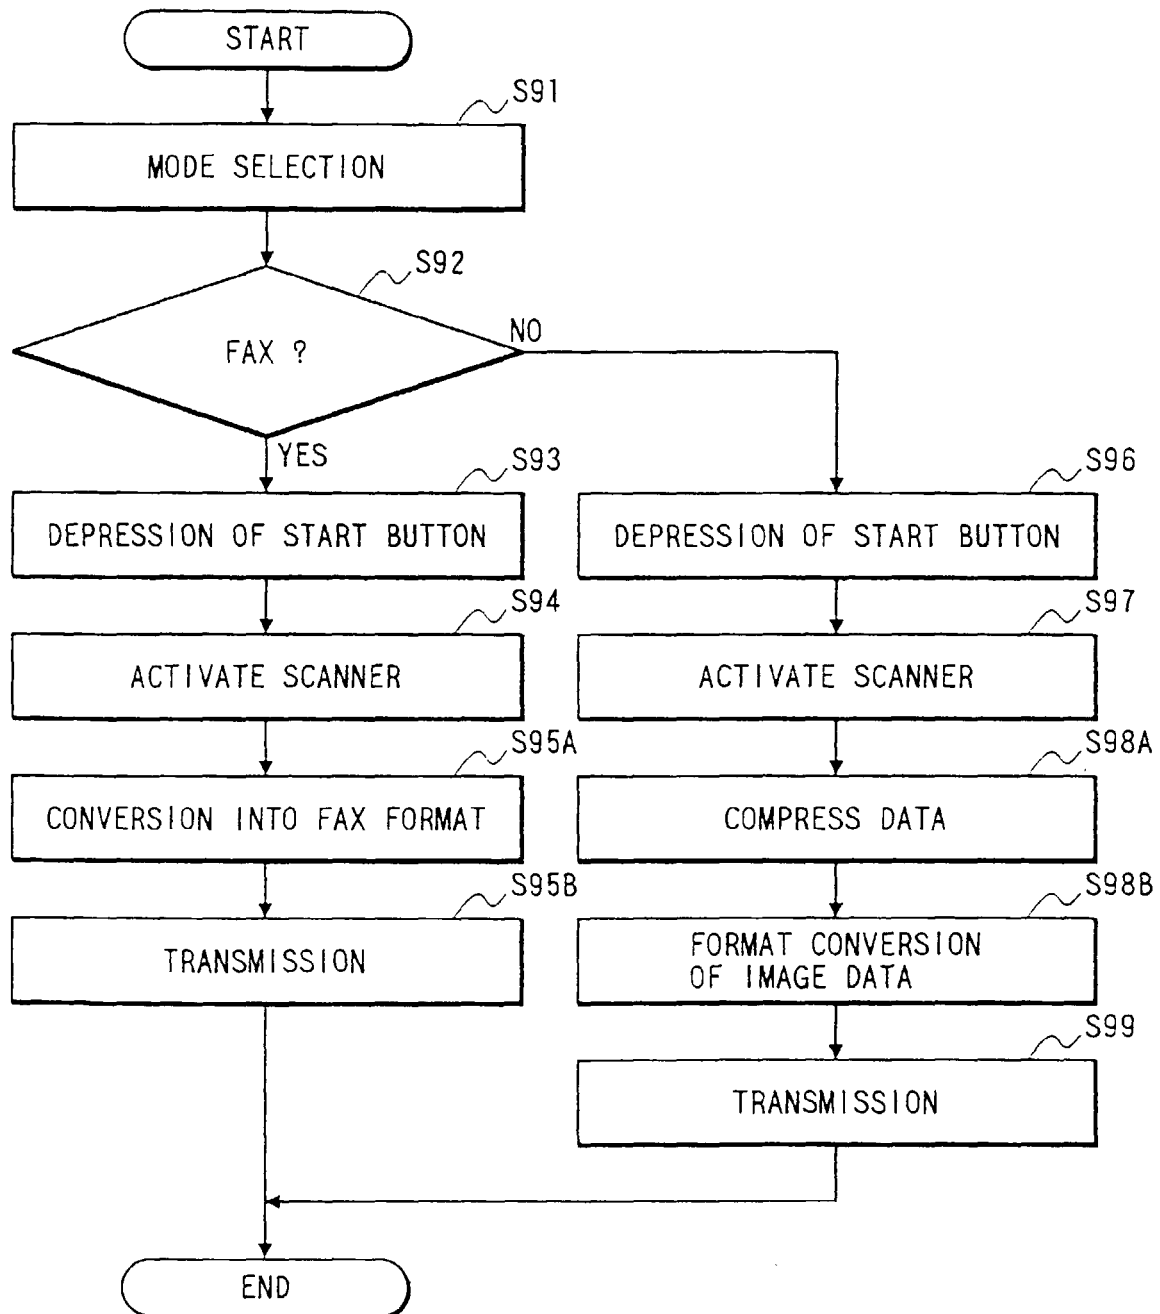 START
S91
MODE SELECTION
S92
FAX ?
NO
YES
S93
DEPRESSION OF START BUTTON
S94
ACTIVATE SCANNER
S95A
CONVERSION INTO FAX FORMAT
S95B
TRANSMISSION
S96
DEPRESSION OF START BUTTON
S97
ACTIVATE SCANNER
S98A
COMPRESS DATA
S98B
FORMAT CONVERSION
OF IMAGE DATA
S99
TRANSMISSION
END